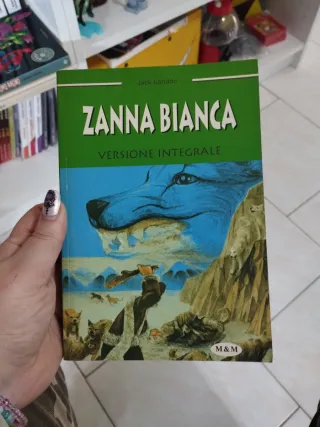 Jack London
ZANNA BIANCA
VERSIONE INTEGRALE
M&M